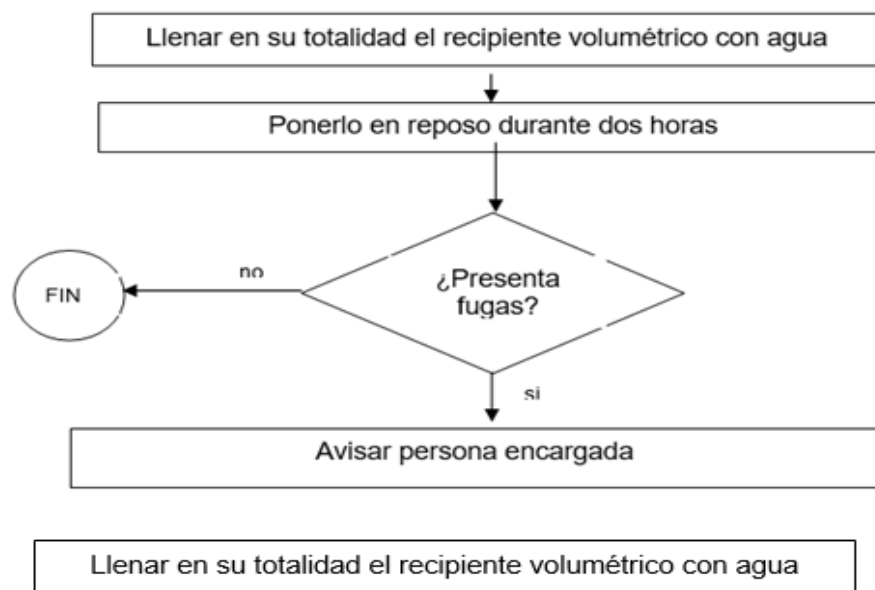 Llenar en su totalidad el recipiente volumétrico con agua
Ponerlo en reposo durante dos horas
¿Presenta
fugas?
no
FIN
si
Avisar persona encargada
Llenar en su totalidad el recipiente volumétrico con agua